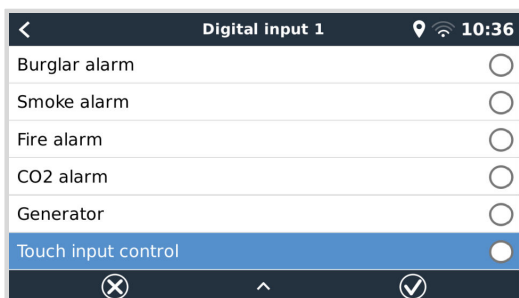 Digital input 1
10:36
Burglar alarm
Smoke alarm
Fire alarm
CO2 alarm
Generator
Touch input control